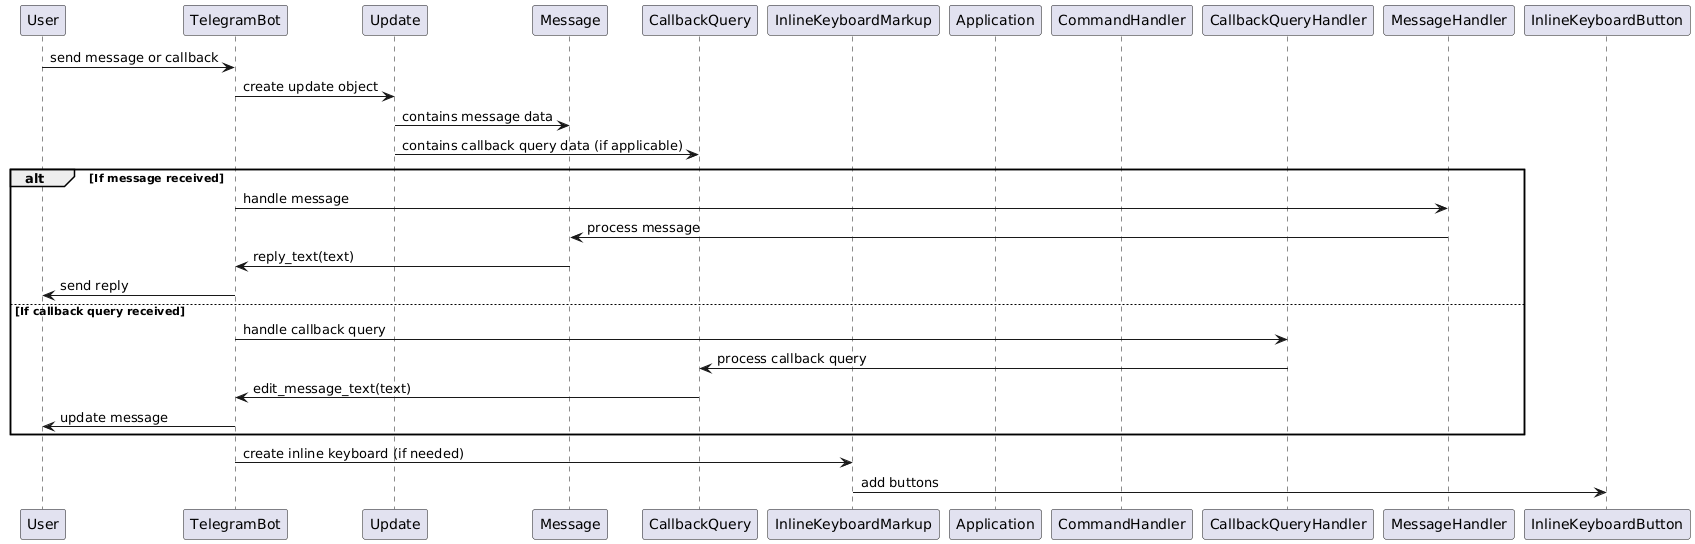 User TelegramBot Update Message CallbackQuery InlineKeyboardMarkup Application CommandHandler CallbackQueryHandler MessageHandler InlineKeyboardButton
send message or callback
create update object
contains message data
contains callback query data (if applicable)
alt [If message received]
handle message
process message
reply_text(text)
send reply
[If callback query received]
handle callback query
process callback query
edit_message_text(text)
update message
create inline keyboard (if needed)
add buttons
User TelegramBot Update Message CallbackQuery InlineKeyboardMarkup Application CommandHandler CallbackQueryHandler MessageHandler InlineKeyboardButton